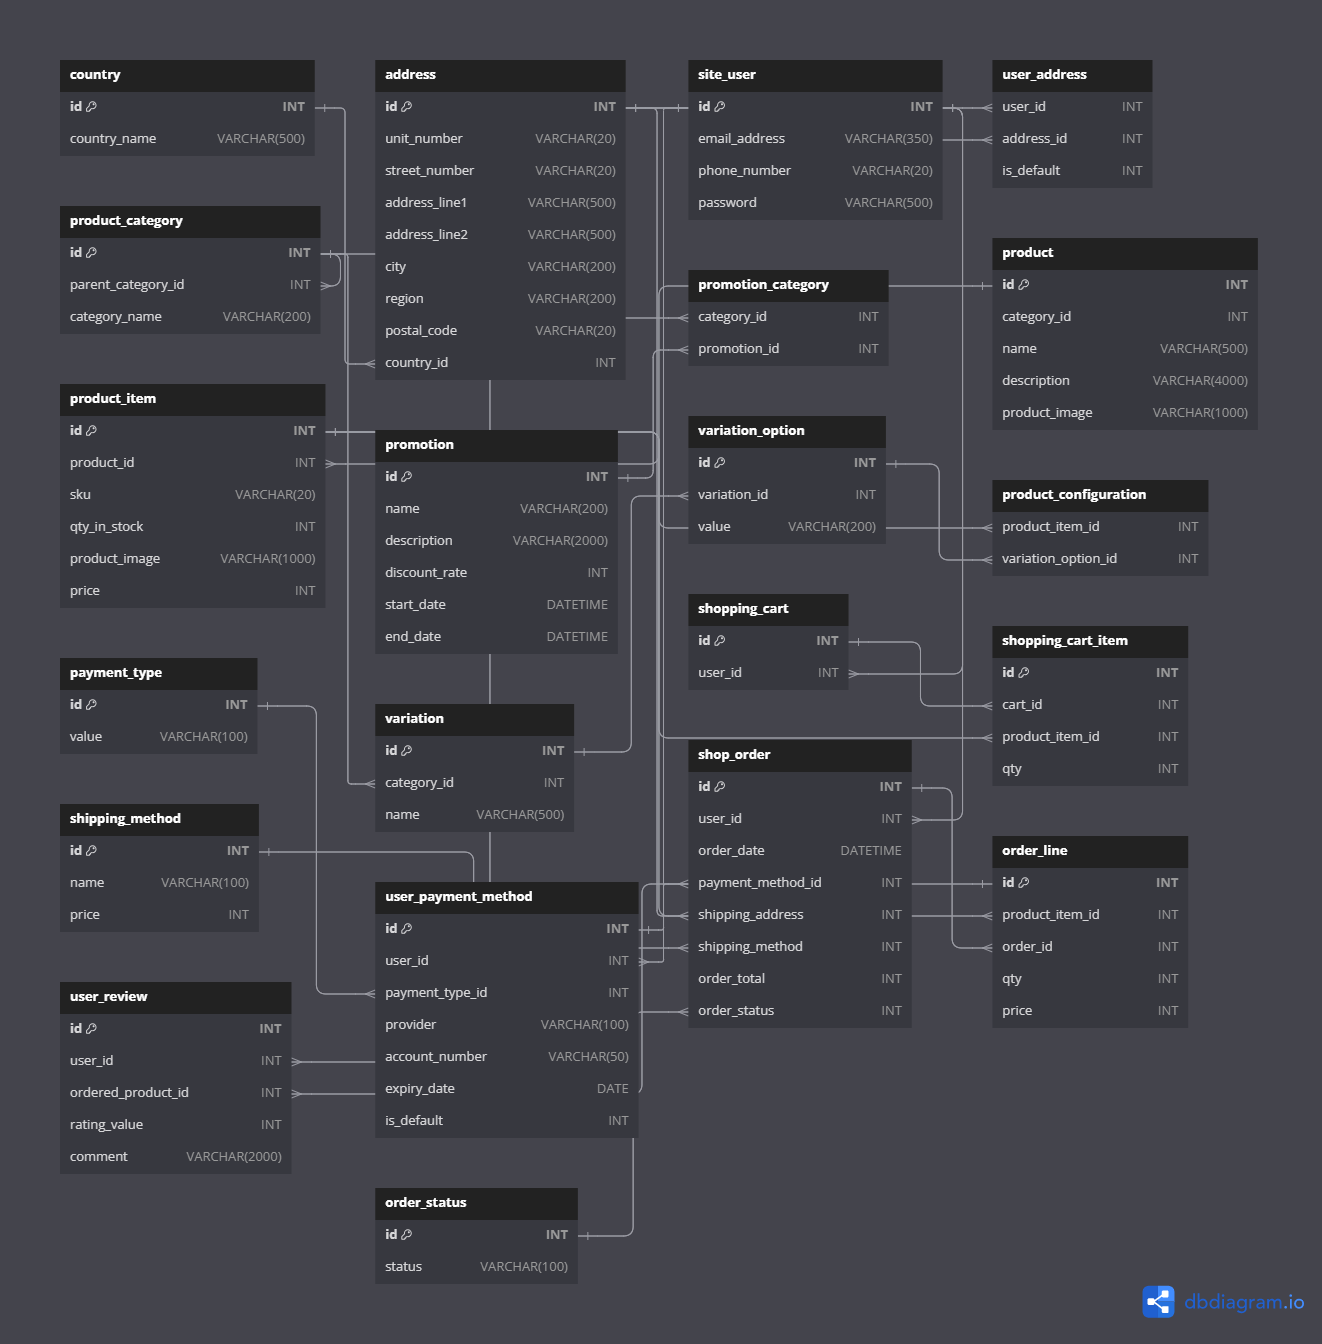 country
id INT
country_name VARCHAR(500)
product_category
id INT
parent_category_id INT
category_name VARCHAR(200)
product_item
id INT
product_id INT
sku VARCHAR(20)
qty_in_stock INT
product_image VARCHAR(1000)
price INT
payment_type
id INT
value VARCHAR(100)
shipping_method
id INT
name VARCHAR(100)
price INT
user_review
id INT
user_id INT
ordered_product_id INT
rating_value INT
comment VARCHAR(2000)
address
id INT
unit_number VARCHAR(20)
street_number VARCHAR(20)
address_line1 VARCHAR(500)
address_line2 VARCHAR(500)
city VARCHAR(200)
region VARCHAR(200)
postal_code VARCHAR(20)
country_id INT
promotion
id INT
name VARCHAR(200)
description VARCHAR(2000)
discount_rate INT
start_date DATETIME
end_date DATETIME
variation
id INT
category_id INT
name VARCHAR(500)
user_payment_method
id INT
user_id INT
payment_type_id INT
provider VARCHAR(100)
account_number VARCHAR(50)
expiry_date DATE
is_default INT
order_status
id INT
status VARCHAR(100)
site_user
id INT
email_address VARCHAR(350)
phone_number VARCHAR(20)
password VARCHAR(500)
promotion_category
category_id INT
promotion_id INT
variation_option
id INT
variation_id INT
value VARCHAR(200)
shopping_cart
id INT
user_id INT
shop_order
id INT
user_id INT
order_date DATETIME
payment_method_id INT
shipping_address INT
shipping_method INT
order_total INT
order_status INT
user_address
user_id INT
address_id INT
is_default INT
product
id INT
category_id INT
name VARCHAR(500)
description VARCHAR(4000)
product_image VARCHAR(1000)
product_configuration
product_item_id INT
variation_option_id INT
shopping_cart_item
id INT
cart_id INT
product_item_id INT
qty INT
order_line
id INT
product_item_id INT
order_id INT
qty INT
price INT
dbdiagram.io